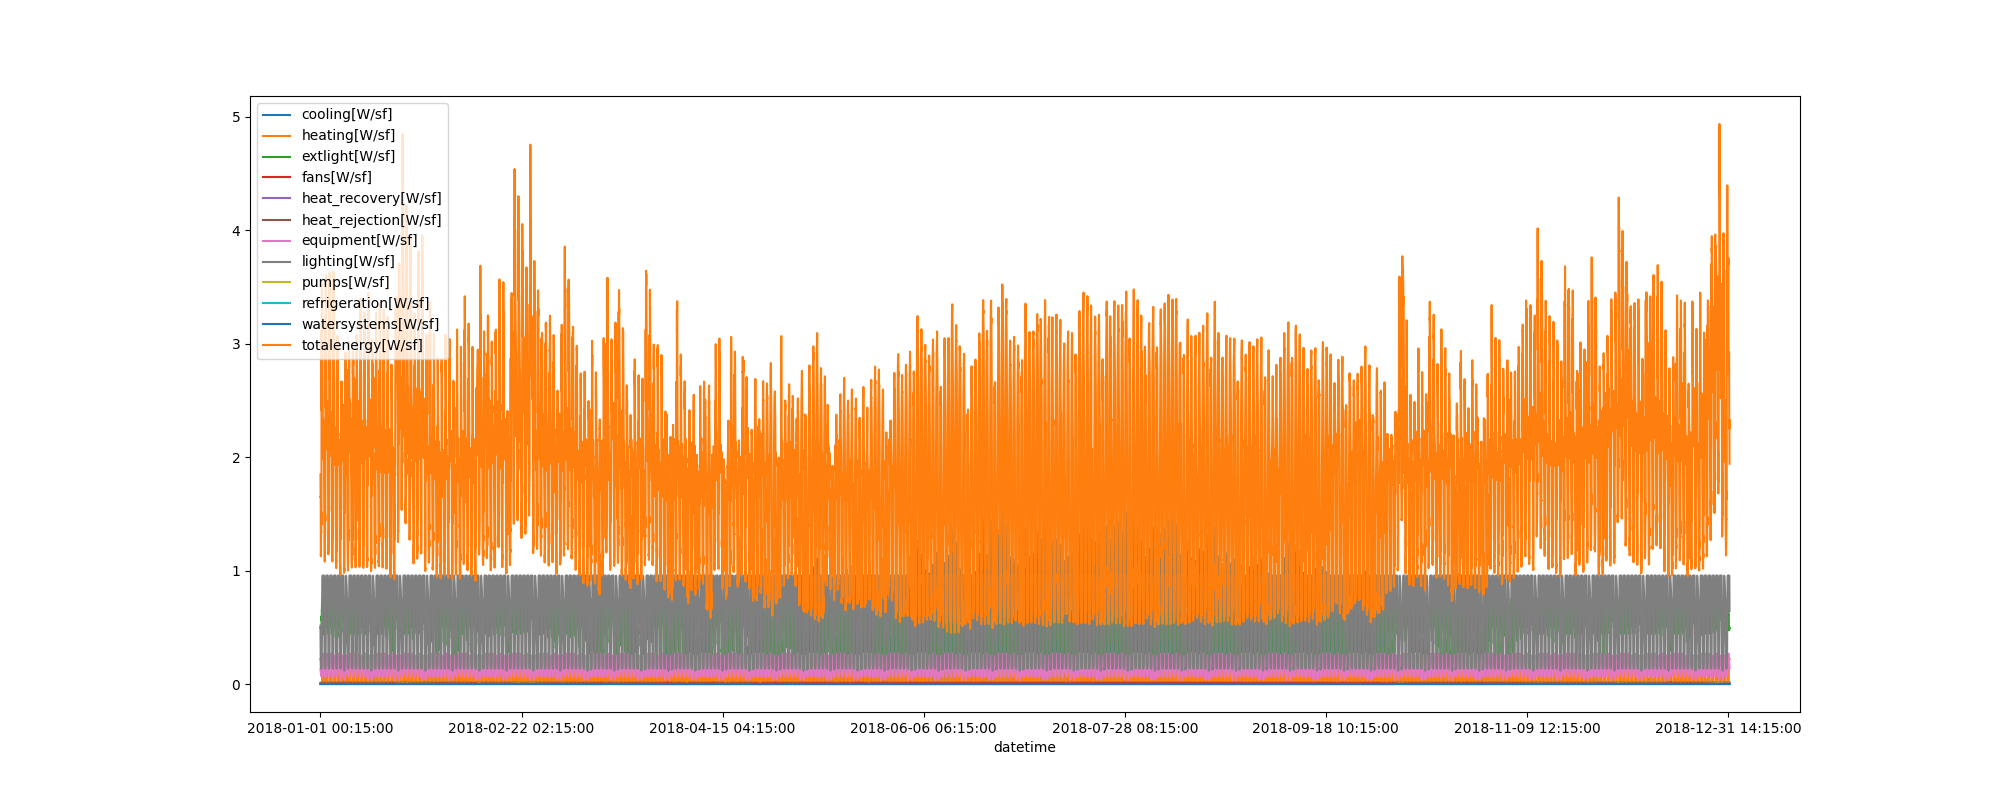 5
4
3
2
1
0
cooling[W/sf]
heating[W/sf]
extlight[W/sf]
fans[W/sf]
heat_recovery[W/sf]
heat_rejection[W/sf]
equipment[W/sf]
lighting[W/sf]
pumps[W/sf]
refrigeration[W/sf]
watersystems[W/sf]
totalenergy[W/sf]
2018-01-01 00:15:00 2018-02-22 02:15:00 2018-04-15 04:15:00 2018-06-06 06:15:00 2018-07-28 08:15:00 2018-09-18 10:15:00 2018-11-09 12:15:00 2018-12-31 14:15:00
datetime